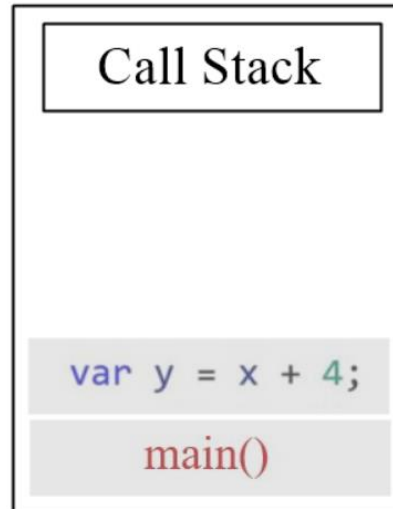 Call Stack
var y = x + 4;
main()